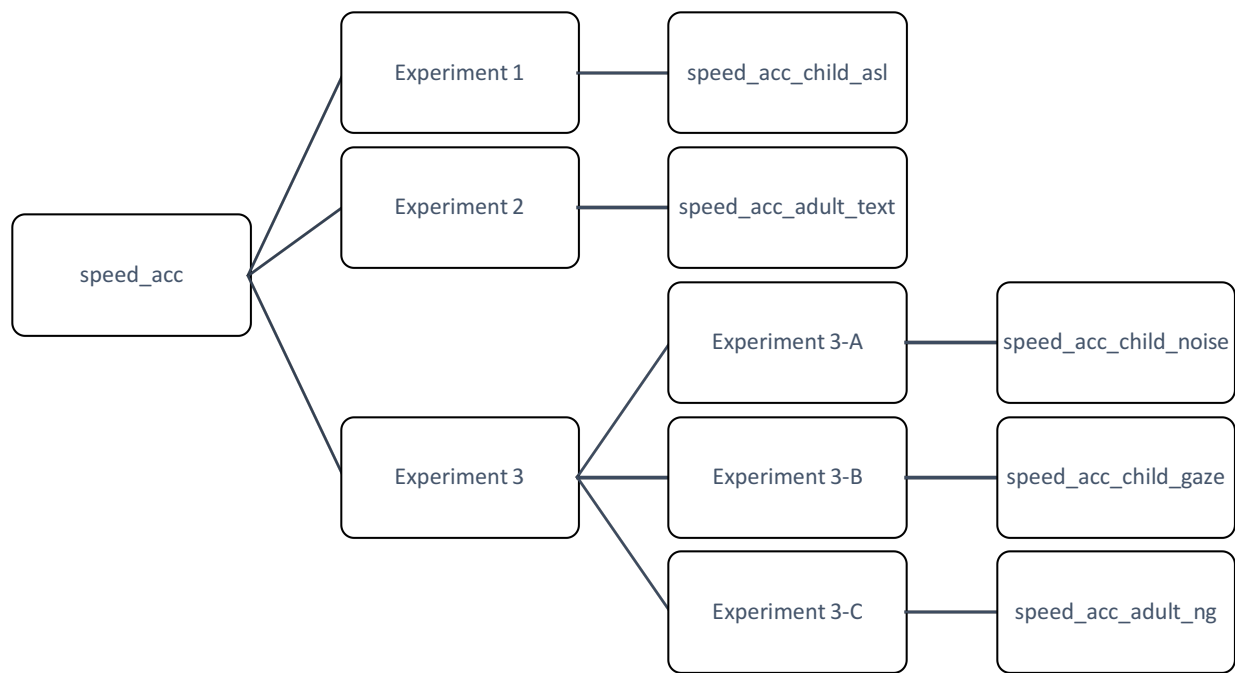 Experiment 1
speed_acc_child_asl
Experiment 2
speed_acc_adult_text
speed_acc
Experiment 3-A
speed_acc_child_noise
Experiment 3
Experiment 3-B
speed_acc_child_gaze
Experiment 3-C
speed_acc_adult_ng